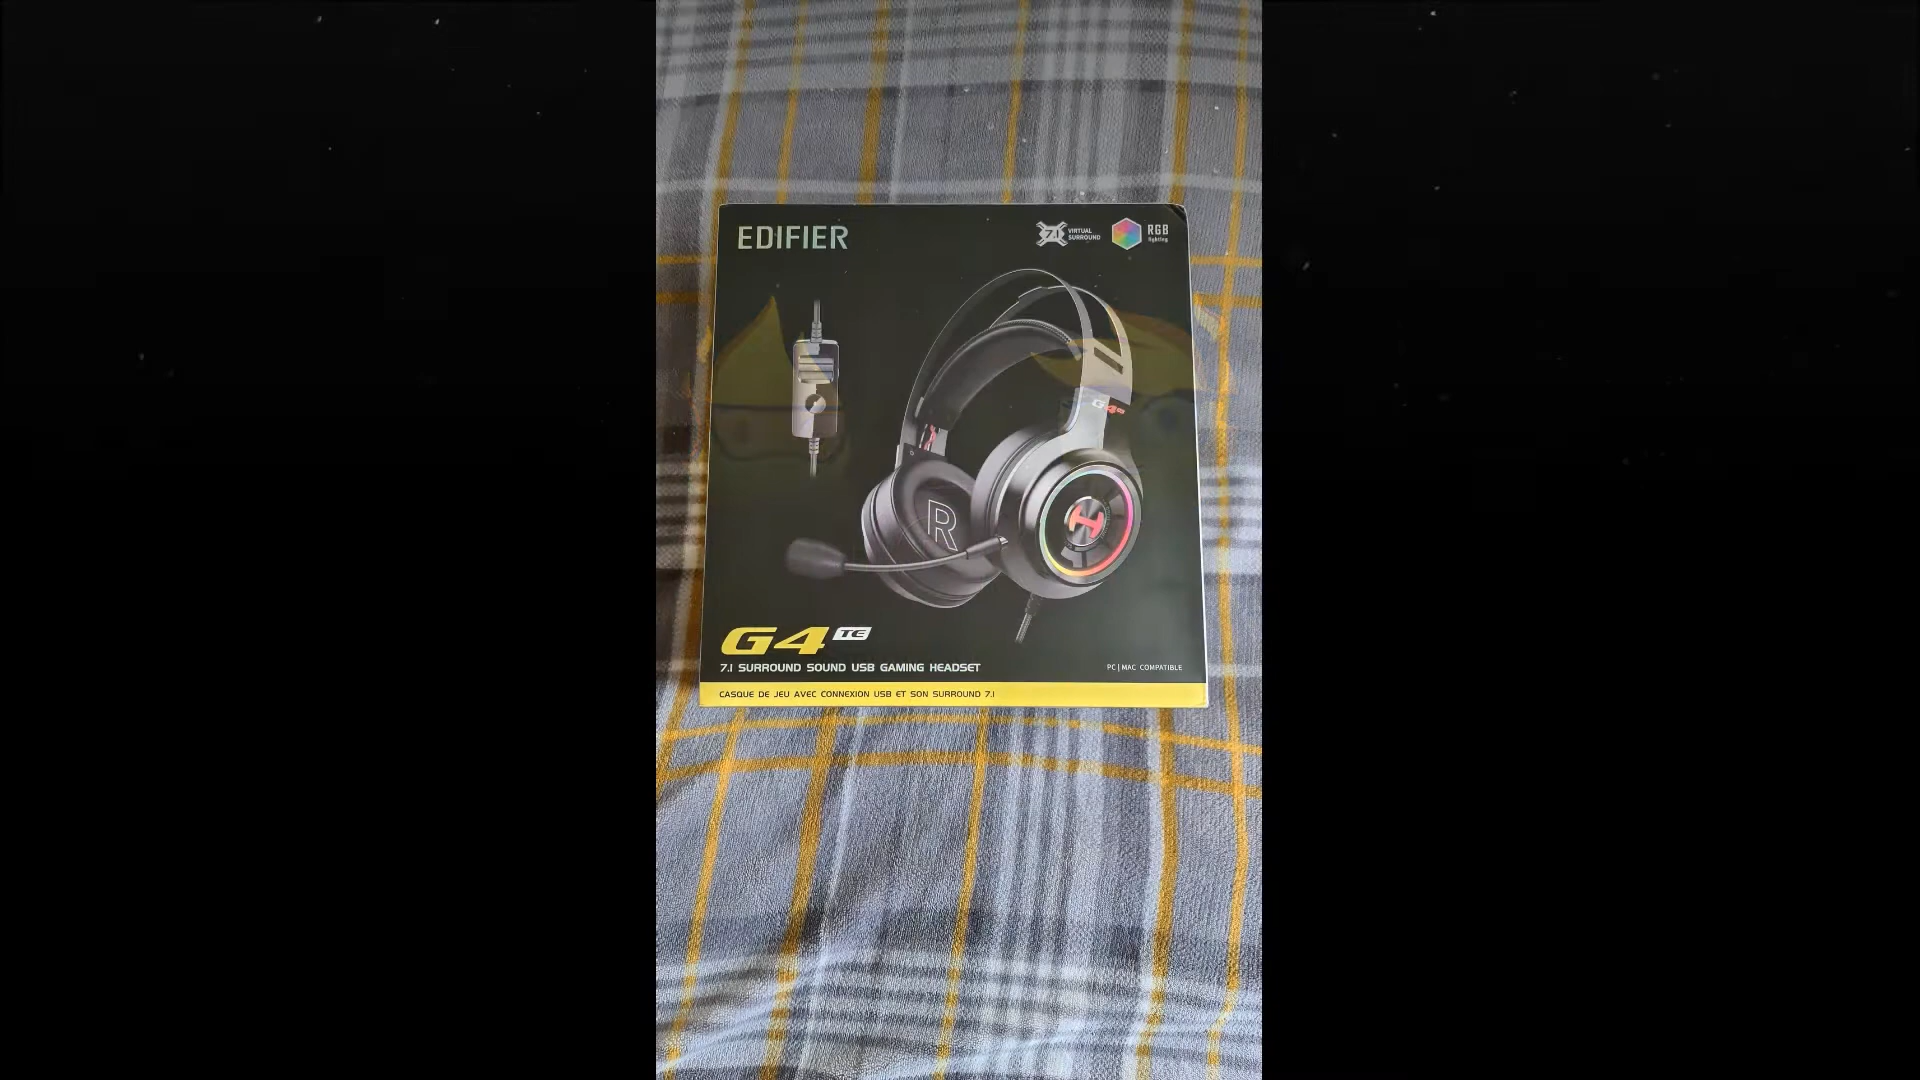 EDIFIER
7.1 VIRTUAL SURROUND
RGB lighting
G4 TE
R
G4 TE
7.1 SURROUND SOUND USB GAMING HEADSET
PC | MAC COMPATIBLE
CASQUE DE JEU AVEC CONNEXION USB ET SON SURROUND 7.1